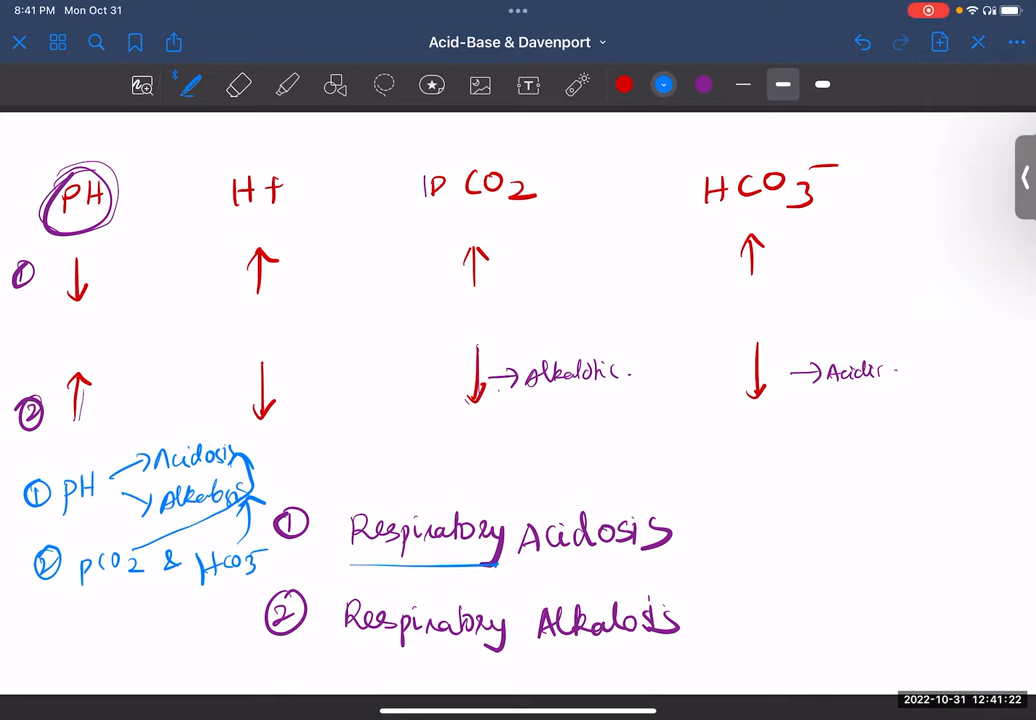 8:41 PM Mon Oct 31
Acid-Base & Davenport
T
PH H+ PCO2 HCO3⁻
① ↓ ↑ ↑ ↑
② ↑ ↓ ↓ → Alkalotic. ↓ → Acidic.
① pH → Acidosis
→ Alkalosis
② pCO2 & HCO3⁻
① Respiratory Acidosis
② Respiratory Alkalosis
2022-10-31 12:41:22